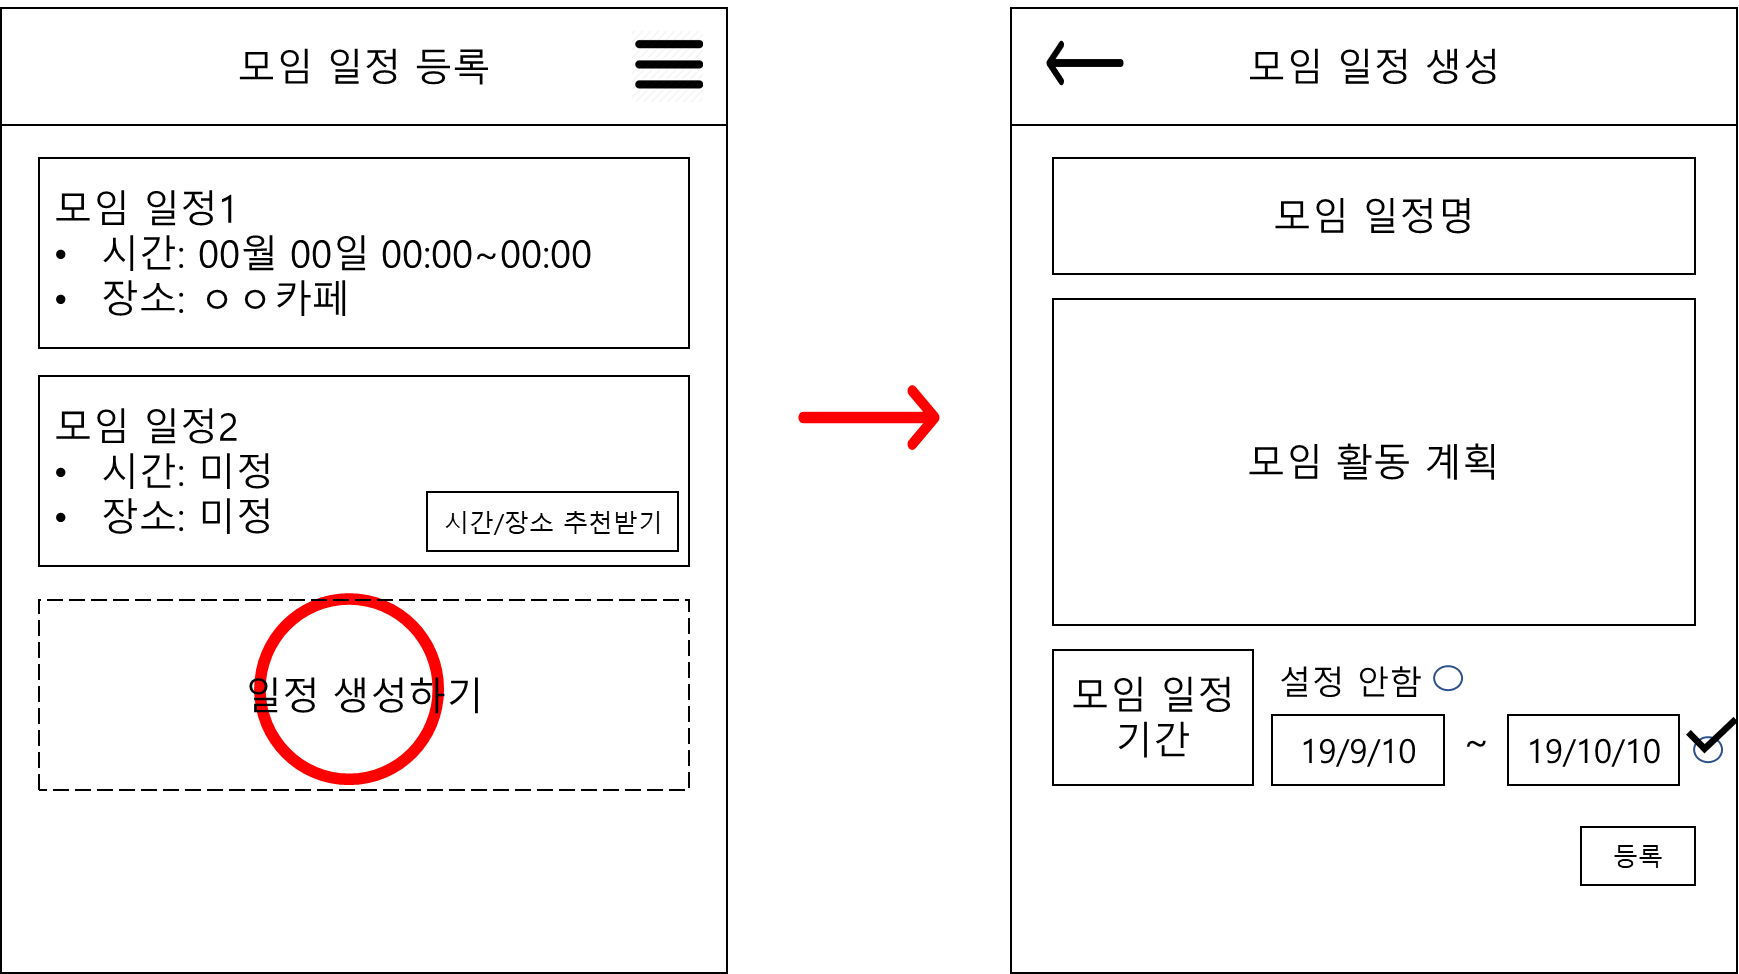 모임 일정 등록
모임 일정1
• 시간: 00월 00일 00:00~00:00
• 장소: ㅇㅇ카페
모임 일정2
• 시간: 미정
• 장소: 미정
시간/장소 추천받기
일정 생성하기
모임 일정 생성
모임 일정명
모임 활동 계획
모임 일정
기간
설정 안함
19/9/10 ~ 19/10/10
등록